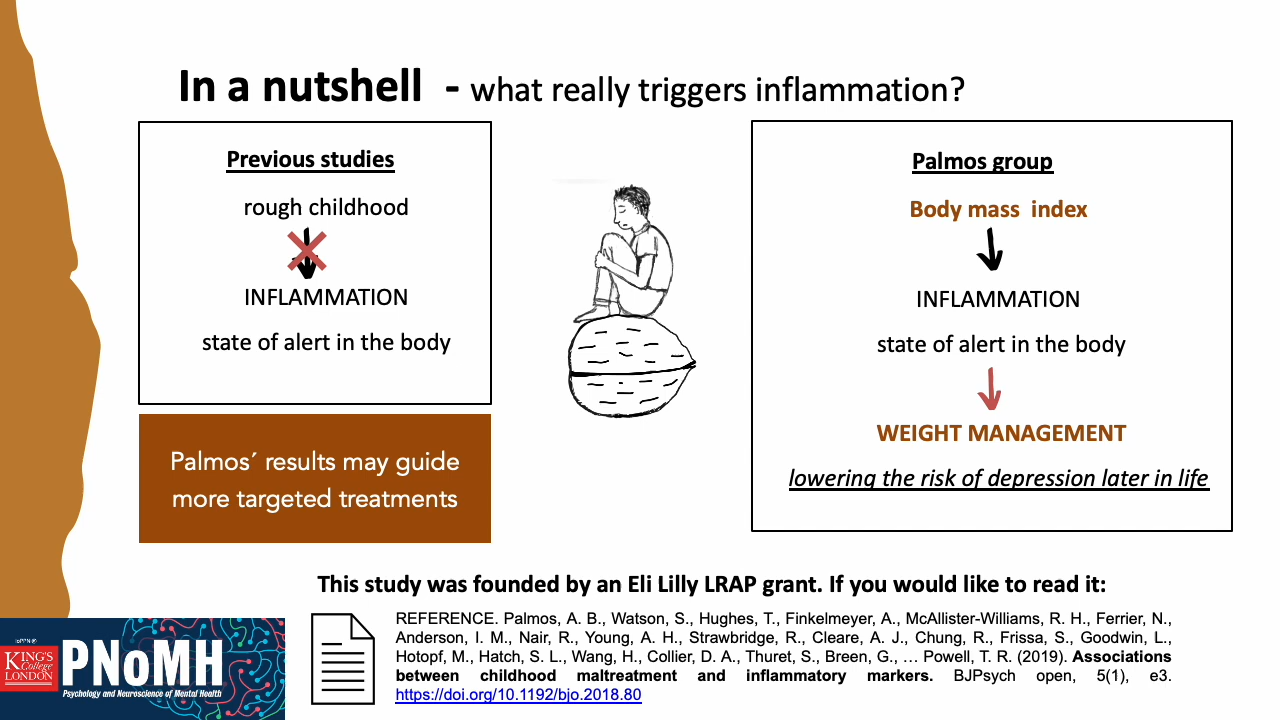 In a nutshell - what really triggers inflammation?
Previous studies
rough childhood
INFLAMMATION
state of alert in the body
Palmos´ results may guide
more targeted treatments
Palmos group
Body mass index
INFLAMMATION
state of alert in the body
WEIGHT MANAGEMENT
lowering the risk of depression later in life
This study was founded by an Eli Lilly LRAP grant. If you would like to read it:
REFERENCE. Palmos, A. B., Watson, S., Hughes, T., Finkelmeyer, A., McAllister-Williams, R. H., Ferrier, N.,
Anderson, I. M., Nair, R., Young, A. H., Strawbridge, R., Cleare, A. J., Chung, R., Frissa, S., Goodwin, L.,
Hotopf, M., Hatch, S. L., Wang, H., Collier, D. A., Thuret, S., Breen, G., … Powell, T. R. (2019). Associations
between childhood maltreatment and inflammatory markers. BJPsych open, 5(1), e3.
https://doi.org/10.1192/bjo.2018.80
IoPPN
KING'S
College
LONDON
PNoMH
Psychology and Neuroscience of Mental Health